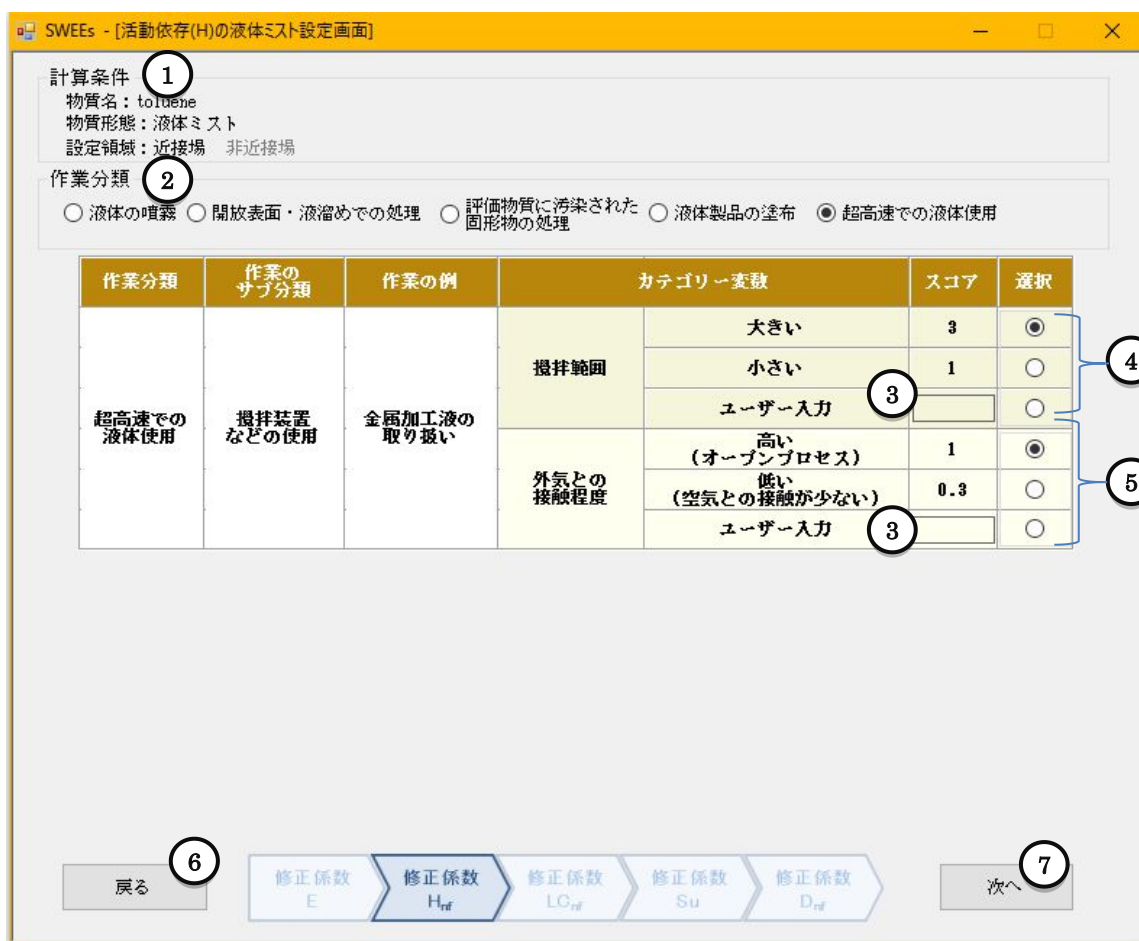 SWEEs - [活動依存(H)の液体ミスト設定画面]
計算条件 1
物質名：toluene
物質形態：液体ミスト
設定領域：近接場 非近接場
作業分類 2
液体の噴霧 開放表面・液溜めでの処理 評価物質に汚染された 液体製品の塗布 超高速での液体使用
固形物の処理
作業分類 作業の カテゴリー変数 スコア 選択
サブ分類 作業の例
大きい 3
攪拌範囲 小さい 1 4
ユーザー入力 3
超高速での 攪拌装置 金属加工液の
液体使用 などの使用 取り扱い
高い 1
(オープンプロセス)
外気との 低い 0.3 5
接触程度 (空気との接触が少ない)
ユーザー入力 3
6 7
戻る 修正係数 修正係数 修正係数 修正係数 修正係数 次へ
E Hnf LCnf Su Dnf